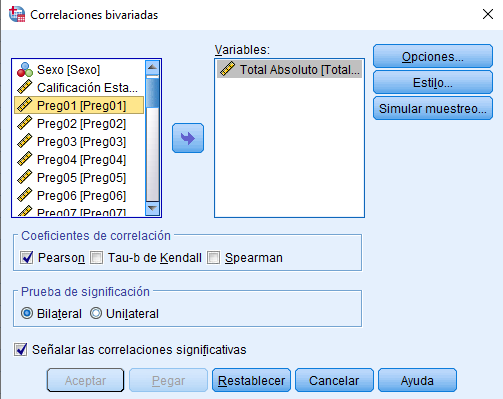 Correlaciones bivariadas
Variables:
Sexo [Sexo]
Calificación Esta...
Preg01 [Preg01]
Preg02 [Preg02]
Preg03 [Preg03]
Preg04 [Preg04]
Preg05 [Preg05]
Preg06 [Preg06]
Preg07 [Preg07]
Total Absoluto [Total...
Opciones...
Estilo...
Simular muestreo...
Coeficientes de correlación
Pearson Tau-b de Kendall Spearman
Prueba de significación
Bilateral Unilateral
Señalar las correlaciones significativas
Aceptar Pegar Restablecer Cancelar Ayuda